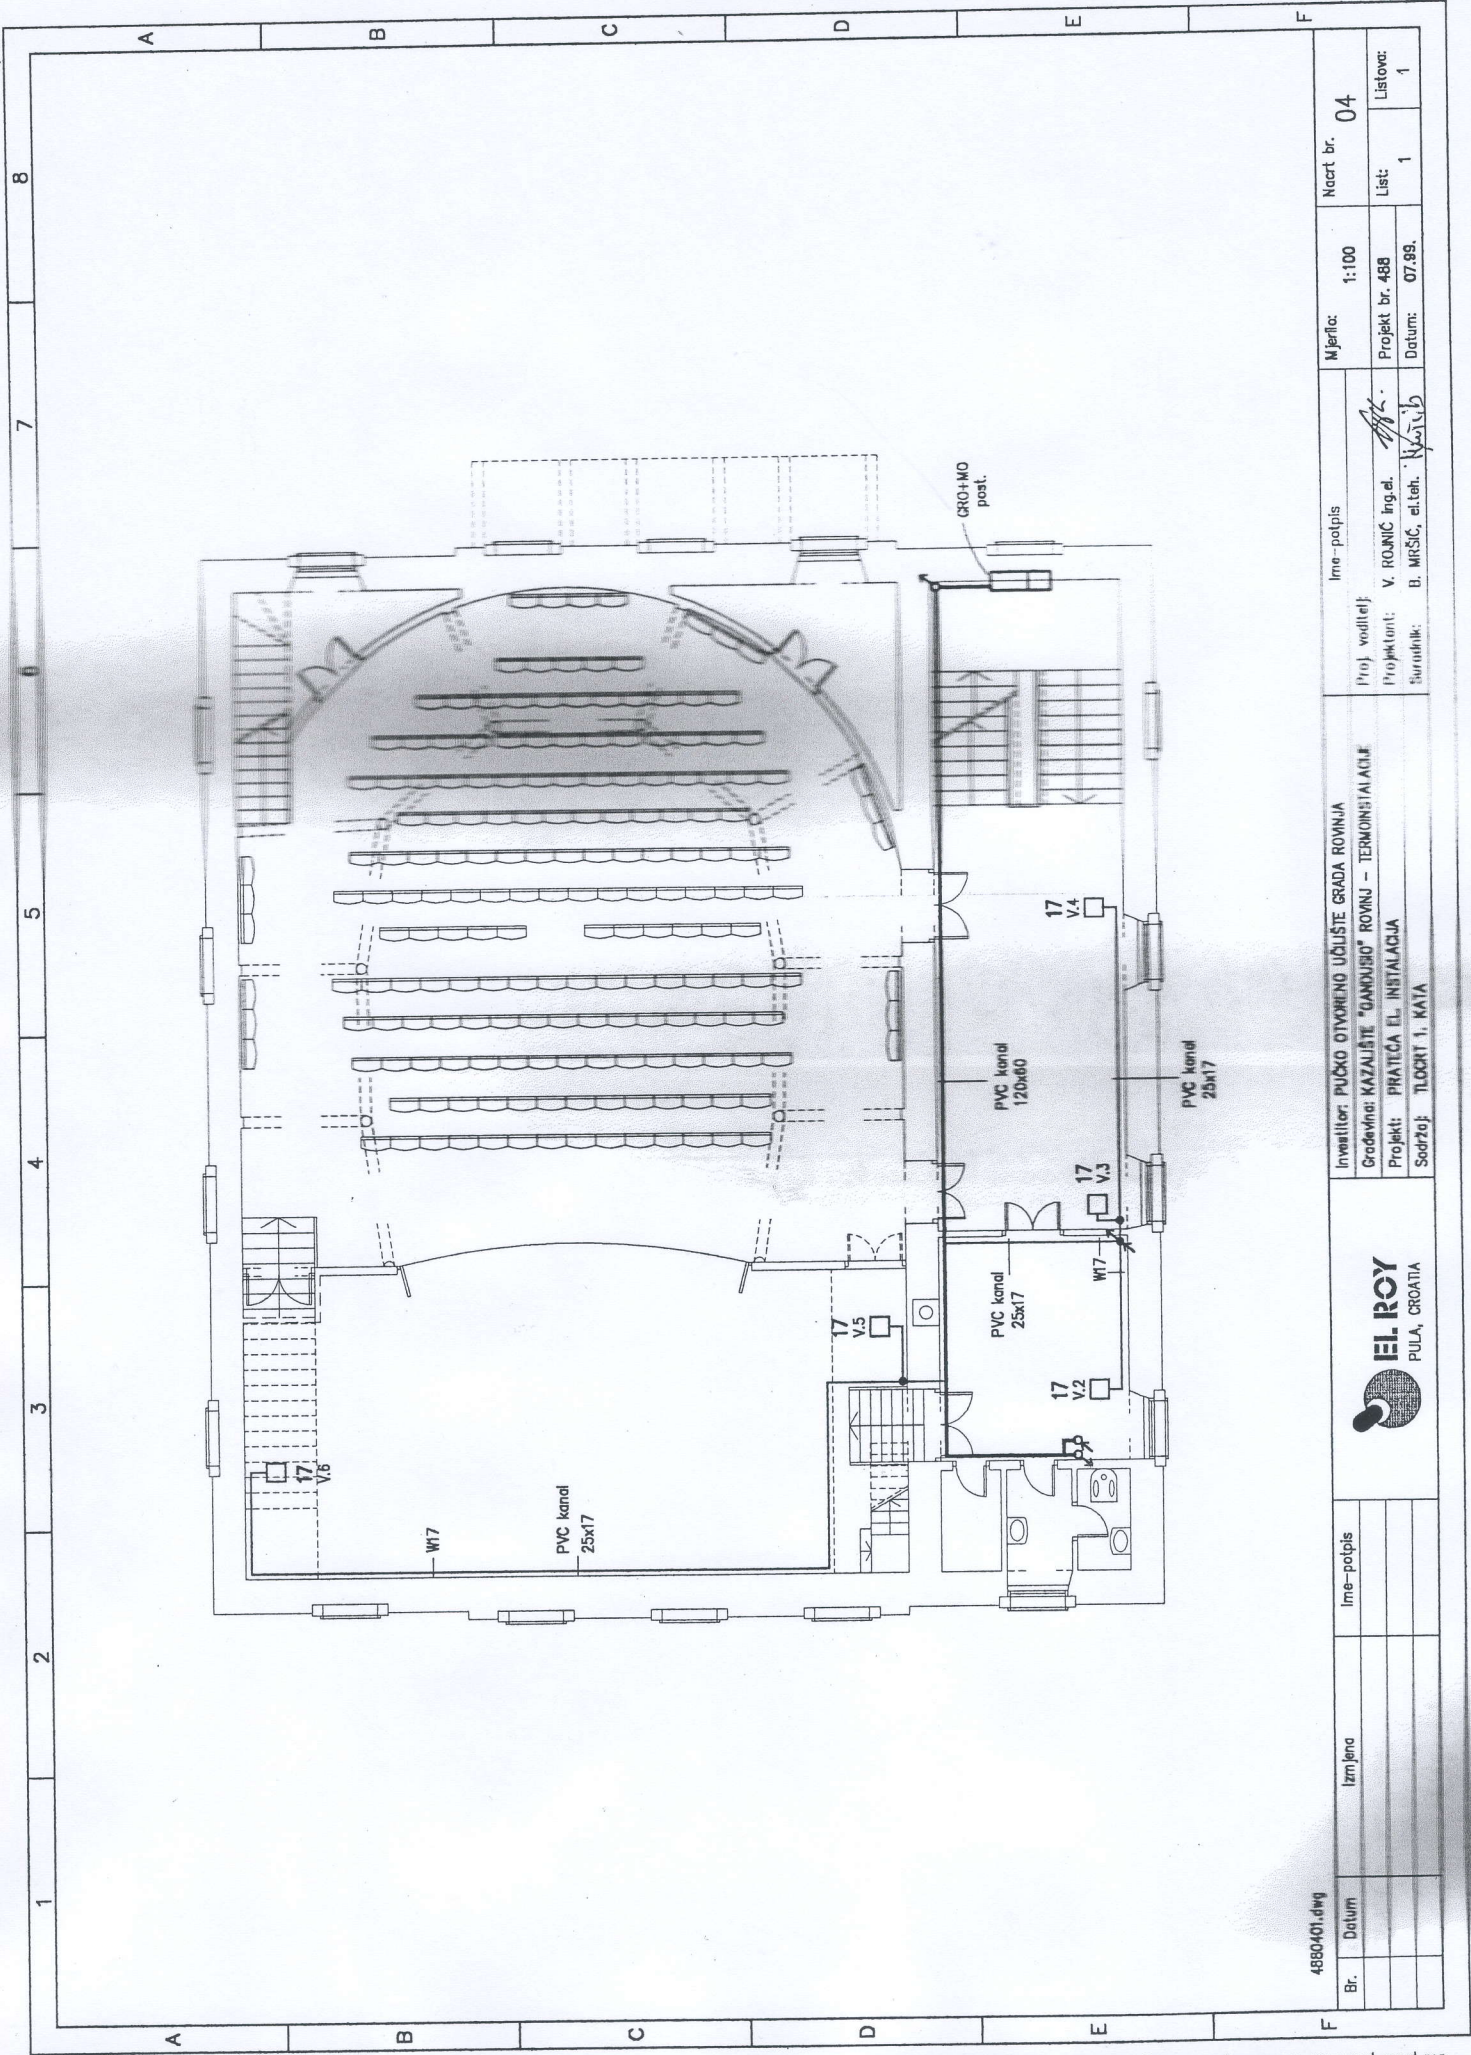 1
2
3
4
5
6
7
8
A
B
C
D
E
F
A
B
C
D
E
F
17
V.6
W17
PVC kanal
25x17
17
V.5
PVC kanal
25x17
W17
17
V.2
17
V.3
17
V.4
PVC kanal
120x60
PVC kanal
25x17
GRO+MO
post.
4880401.dwg
Br.
Datum
Izmjena
Ime-potpis
EL ROY
PULA, CROATIA
Investitor: PUČKO OTVORENO UČILIŠTE GRADA ROVINJA
Građevina: KAZALIŠTE "GANDUSIO" ROVINJ - TERMOINSTALACIJE
Projekt: PRATEĆA EL. INSTALACIJA
Sadržaj: TLOCRT 1. KATA
Ime-potpis
Proj. voditelj:
Projektant: V. ROJNIĆ ing.el.
Suradnik: B. MRŠIĆ, el.teh.
Mjerilo: 1:100
Nacrt br. 04
Projekt br. 488
List: 1
Listova: 1
Datum: 07.99.